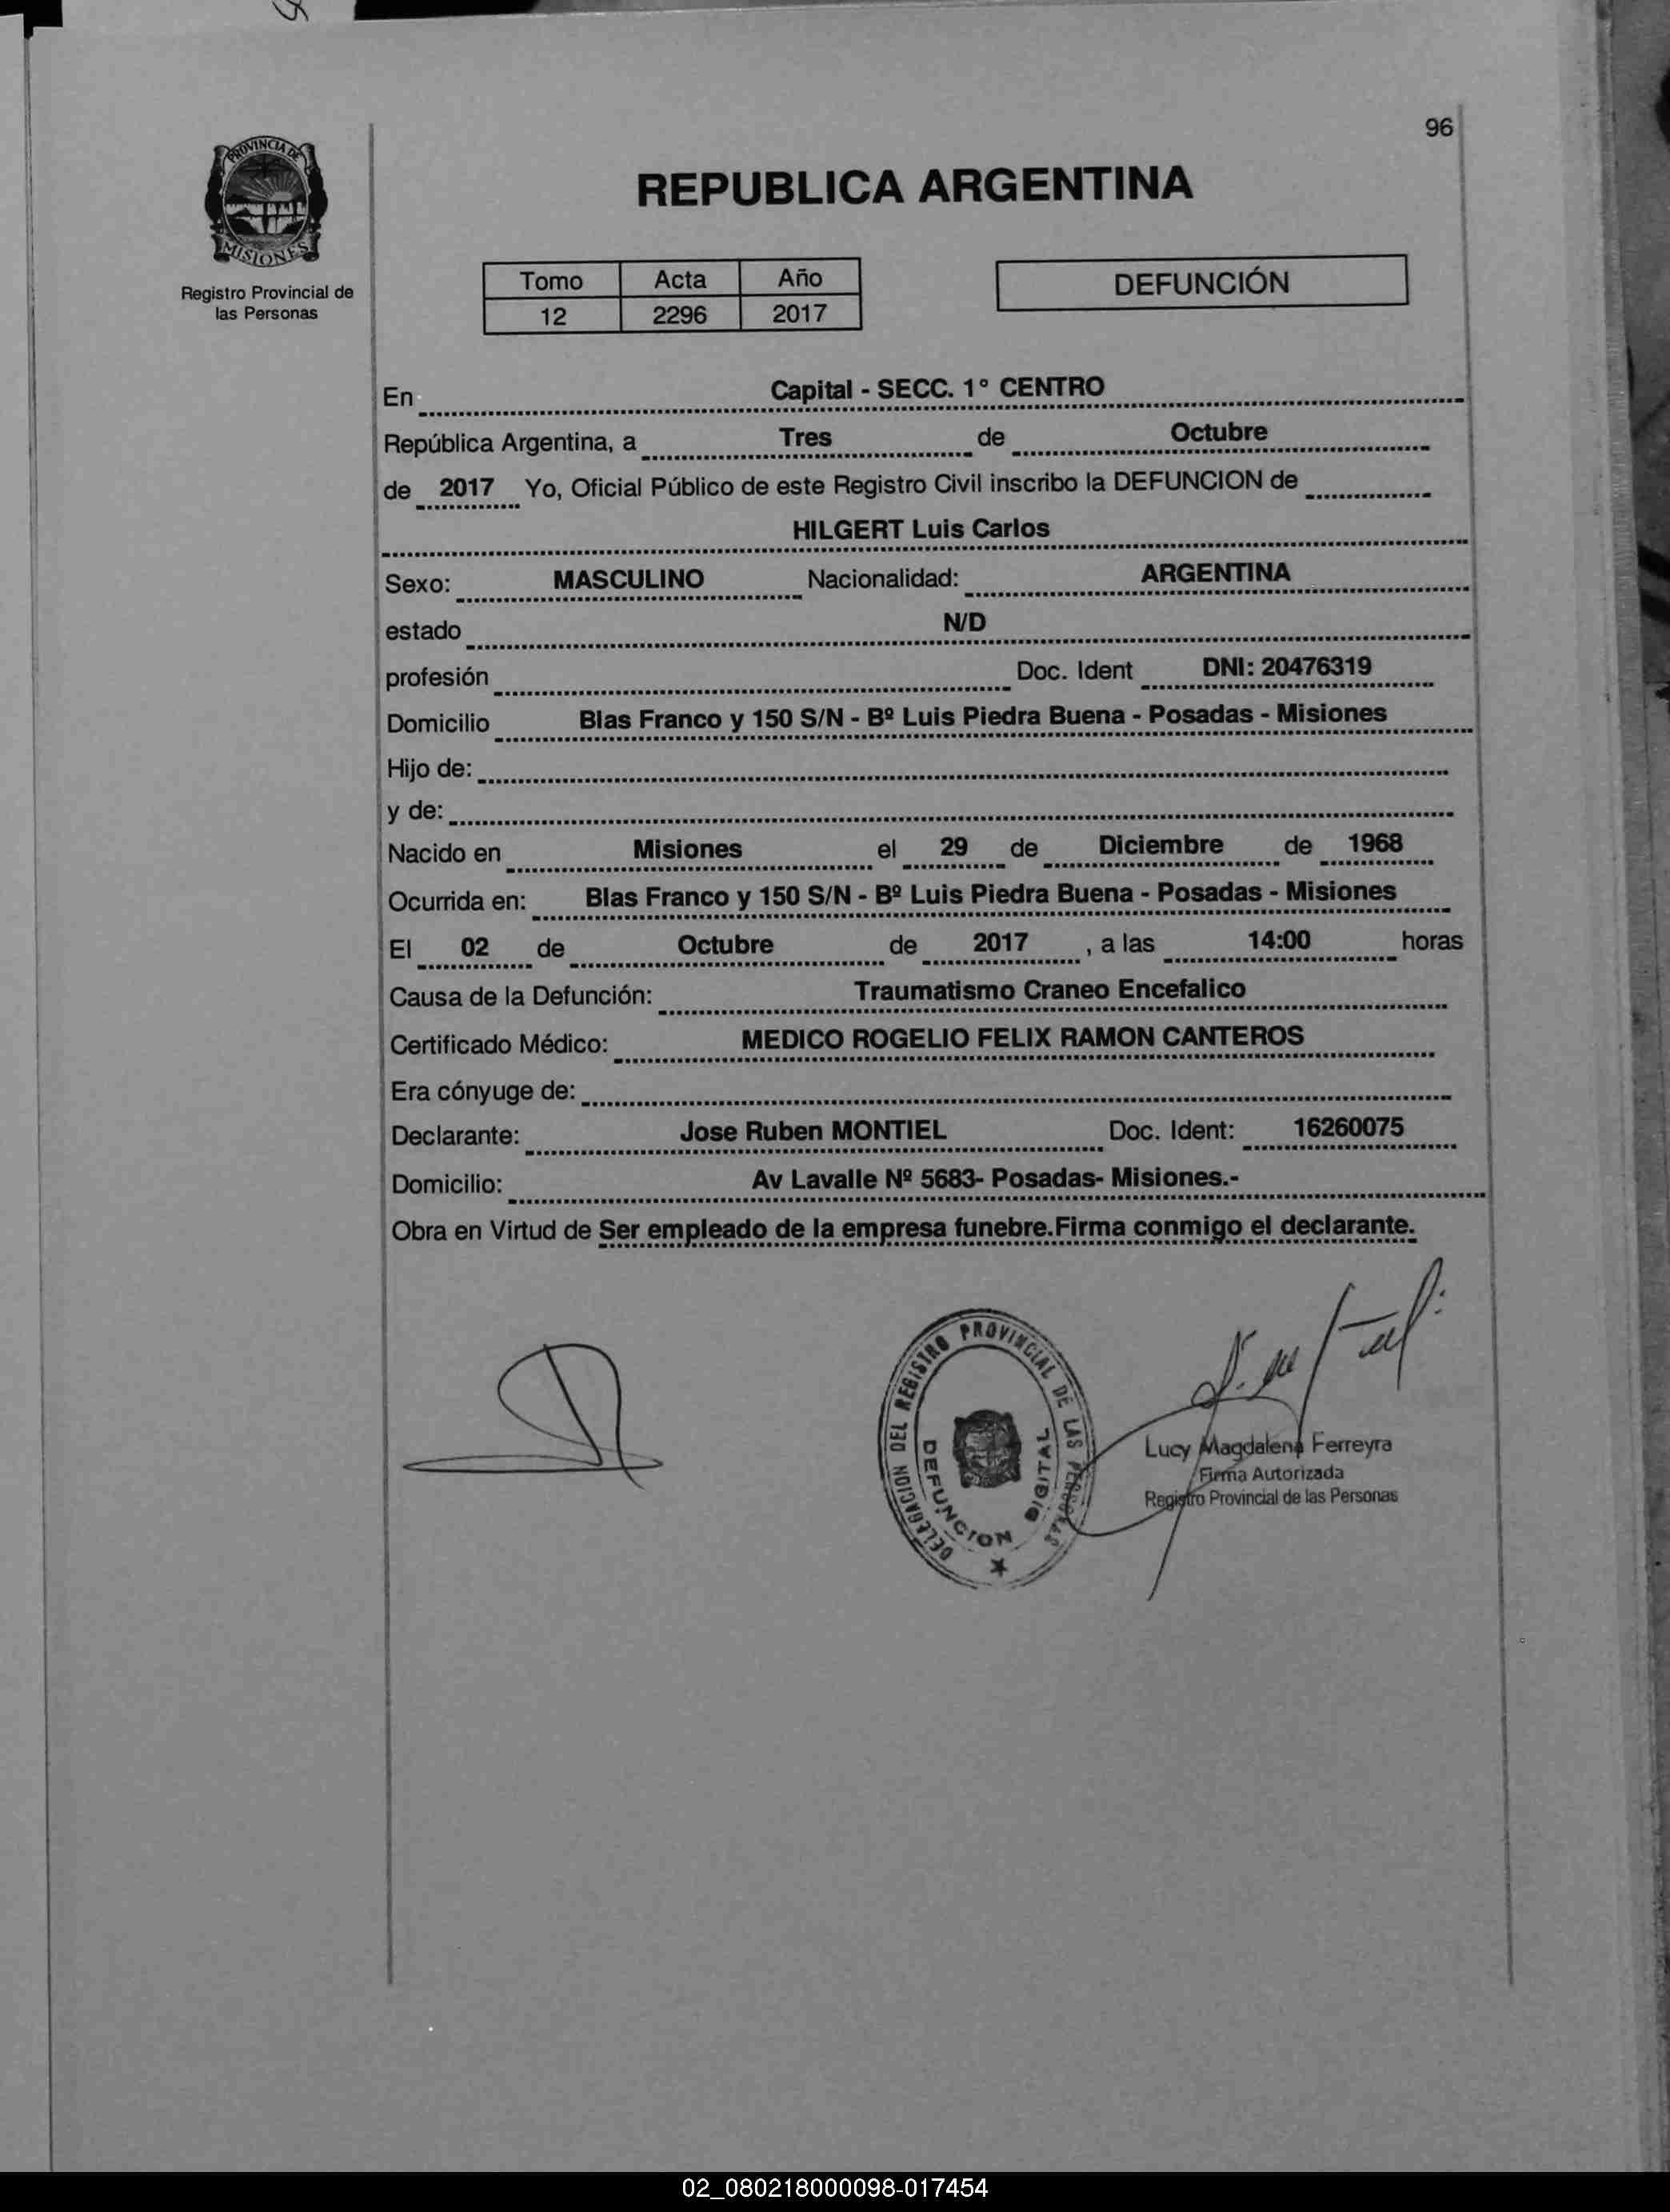 96
PROVINCIA DE
MISIONES
Registro Provincial de
las Personas
REPUBLICA ARGENTINA
Tomo Acta Año
12 2296 2017
DEFUNCIÓN
En Capital - SECC. 1° CENTRO
República Argentina, a Tres de Octubre
de 2017 Yo, Oficial Público de este Registro Civil inscribo la DEFUNCION de
HILGERT Luis Carlos
Sexo: MASCULINO Nacionalidad: ARGENTINA
estado N/D
profesión Doc. Ident DNI: 20476319
Domicilio Blas Franco y 150 S/N - Bº Luis Piedra Buena - Posadas - Misiones
Hijo de:
y de:
Nacido en Misiones el 29 de Diciembre de 1968
Ocurrida en: Blas Franco y 150 S/N - Bº Luis Piedra Buena - Posadas - Misiones
El 02 de Octubre de 2017 , a las 14:00 horas
Causa de la Defunción: Traumatismo Craneo Encefalico
Certificado Médico: MEDICO ROGELIO FELIX RAMON CANTEROS
Era cónyuge de:
Declarante: Jose Ruben MONTIEL Doc. Ident: 16260075
Domicilio: Av Lavalle Nº 5683- Posadas- Misiones.-
Obra en Virtud de Ser empleado de la empresa funebre.Firma conmigo el declarante.
DELEGACION DEL REGISTRO PROVINCIAL DE LAS PERSONAS
DEFUNCION DIGITAL
Lucy Magdalena Ferreyra
Firma Autorizada
Registro Provincial de las Personas
02_080218000098-017454